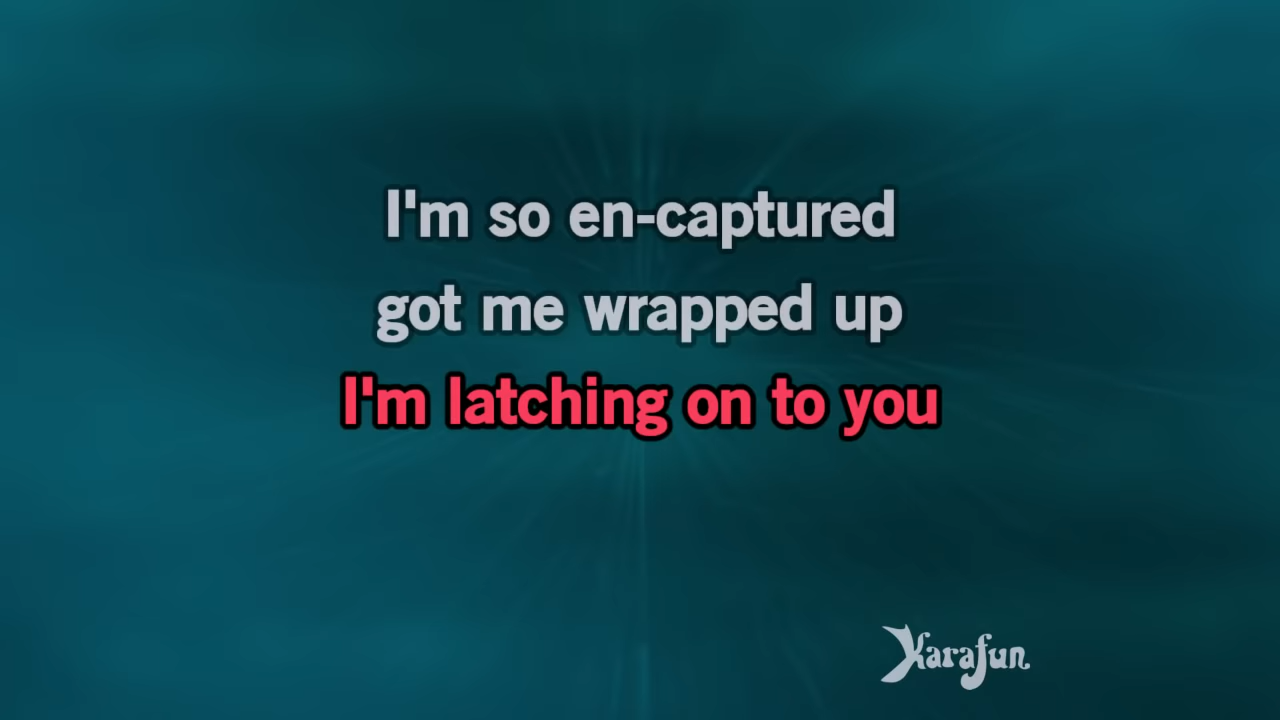 I'm so en-captured
got me wrapped up
I'm latching on to you
Karafun